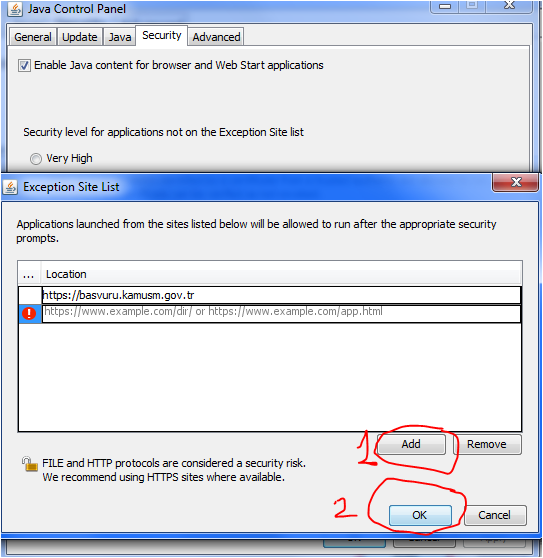 Java Control Panel
General Update Java Security Advanced
Enable Java content for browser and Web Start applications
Security level for applications not on the Exception Site list
Very High
Exception Site List
Applications launched from the sites listed below will be allowed to run after the appropriate security
prompts.
... Location
https://basvuru.kamusm.gov.tr
https://www.example.com/dir/ or https://www.example.com/app.html
1 Add Remove
FILE and HTTP protocols are considered a security risk.
We recommend using HTTPS sites where available.
2 OK Cancel